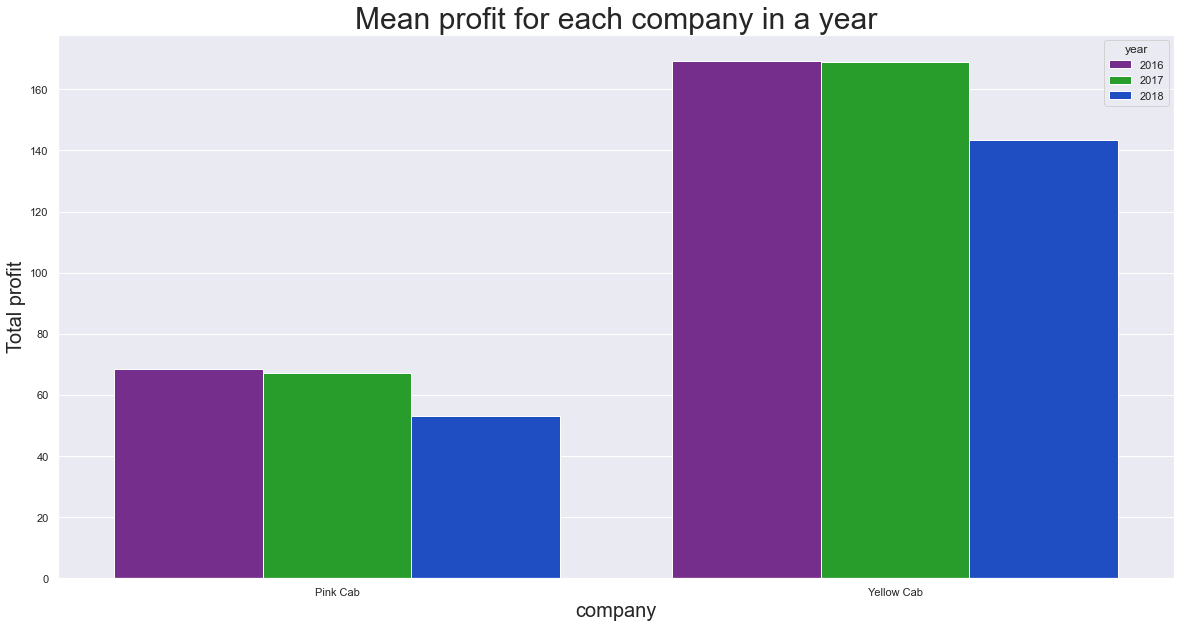 Mean profit for each company in a year
year
2016
2017
2018
Total profit
160
140
120
100
80
60
40
20
0
Pink Cab
Yellow Cab
company